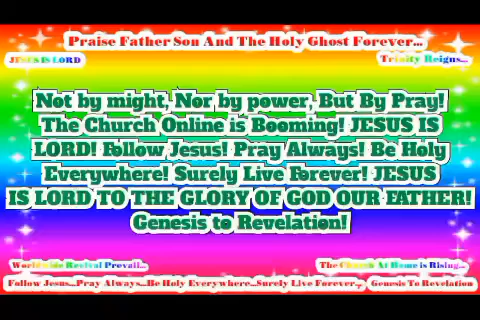 Praise Father Son And The Holy Ghost Forever...
JESUS IS LORD
Trinity Reigns...
Not by might, Nor by power, But By Pray!
The Church Online is Booming! JESUS IS
LORD! Follow Jesus! Pray Always! Be Holy
Everywhere! Surely Live Forever! JESUS
IS LORD TO THE GLORY OF GOD OUR FATHER!
Genesis to Revelation!
Worldwide Revival Prevail...
The Church At Home is Rising...
Follow Jesus...Pray Always...Be Holy Everywhere...Surely Live Forever...
Genesis To Revelation